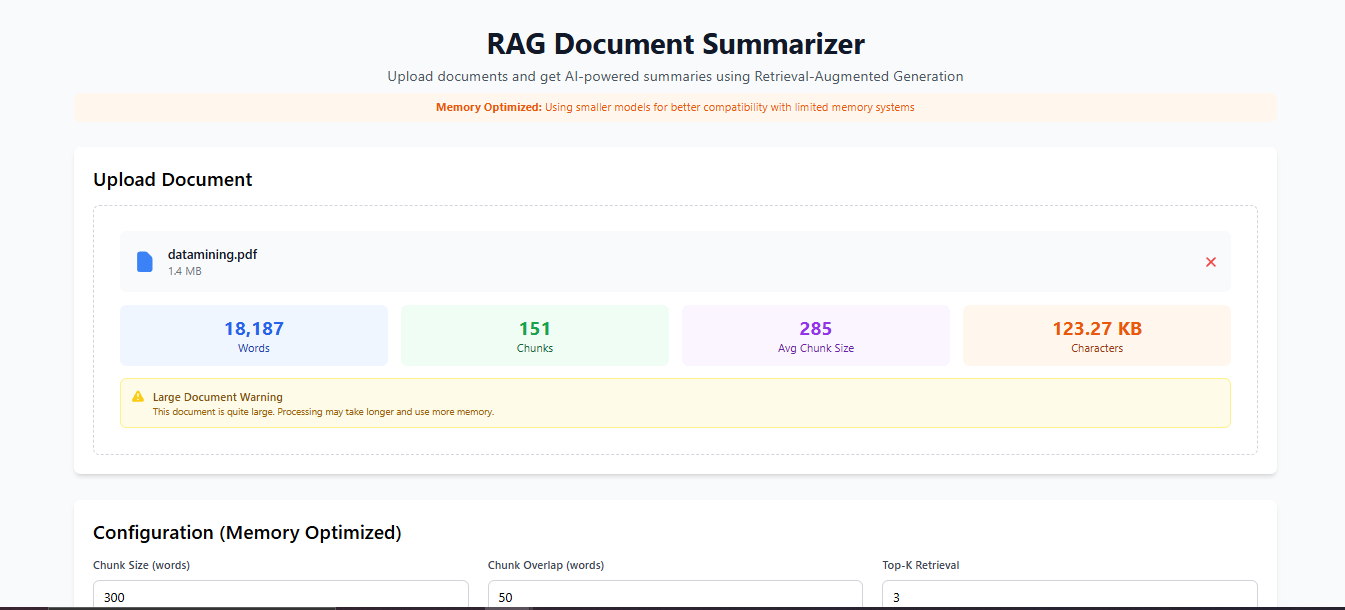 RAG Document Summarizer
Upload documents and get AI-powered summaries using Retrieval-Augmented Generation
Memory Optimized: Using smaller models for better compatibility with limited memory systems
Upload Document
datamining.pdf
1.4 MB
18,187
Words
151
Chunks
285
Avg Chunk Size
123.27 KB
Characters
Large Document Warning
This document is quite large. Processing may take longer and use more memory.
Configuration (Memory Optimized)
Chunk Size (words)
300
Chunk Overlap (words)
50
Top-K Retrieval
3